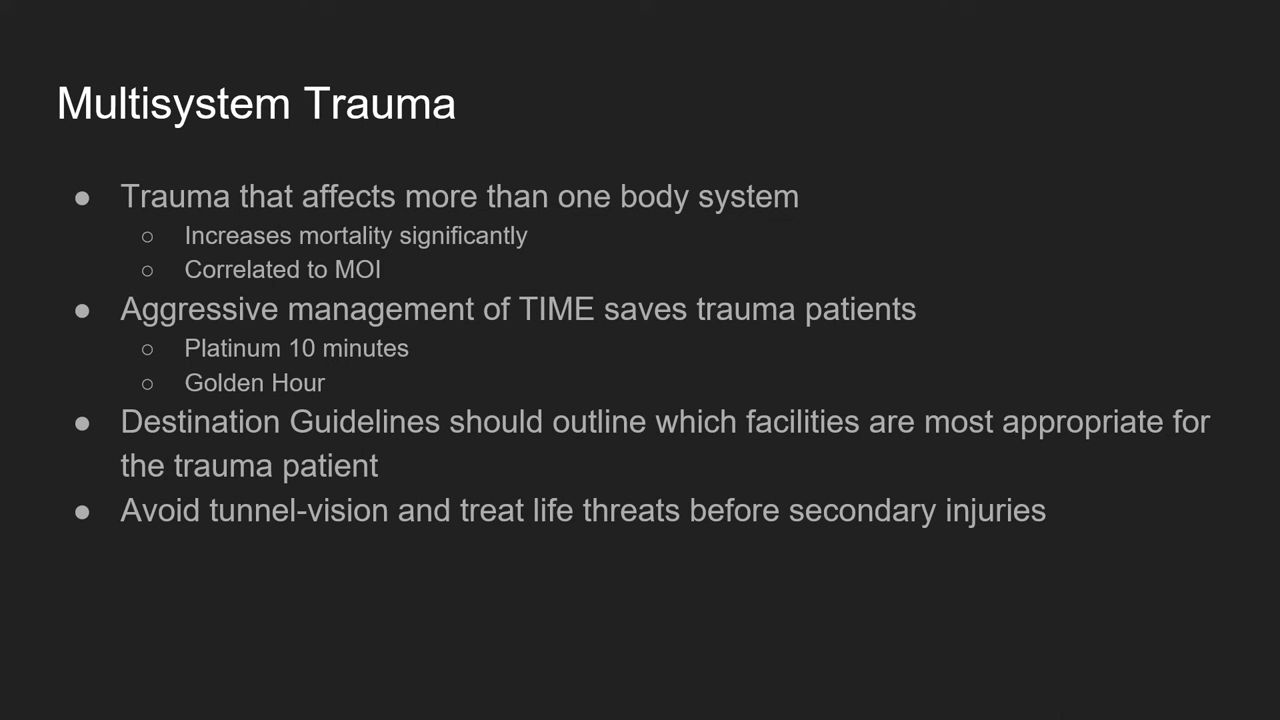 Multisystem Trauma
● Trauma that affects more than one body system
○ Increases mortality significantly
○ Correlated to MOI
● Aggressive management of TIME saves trauma patients
○ Platinum 10 minutes
○ Golden Hour
● Destination Guidelines should outline which facilities are most appropriate for
the trauma patient
● Avoid tunnel-vision and treat life threats before secondary injuries